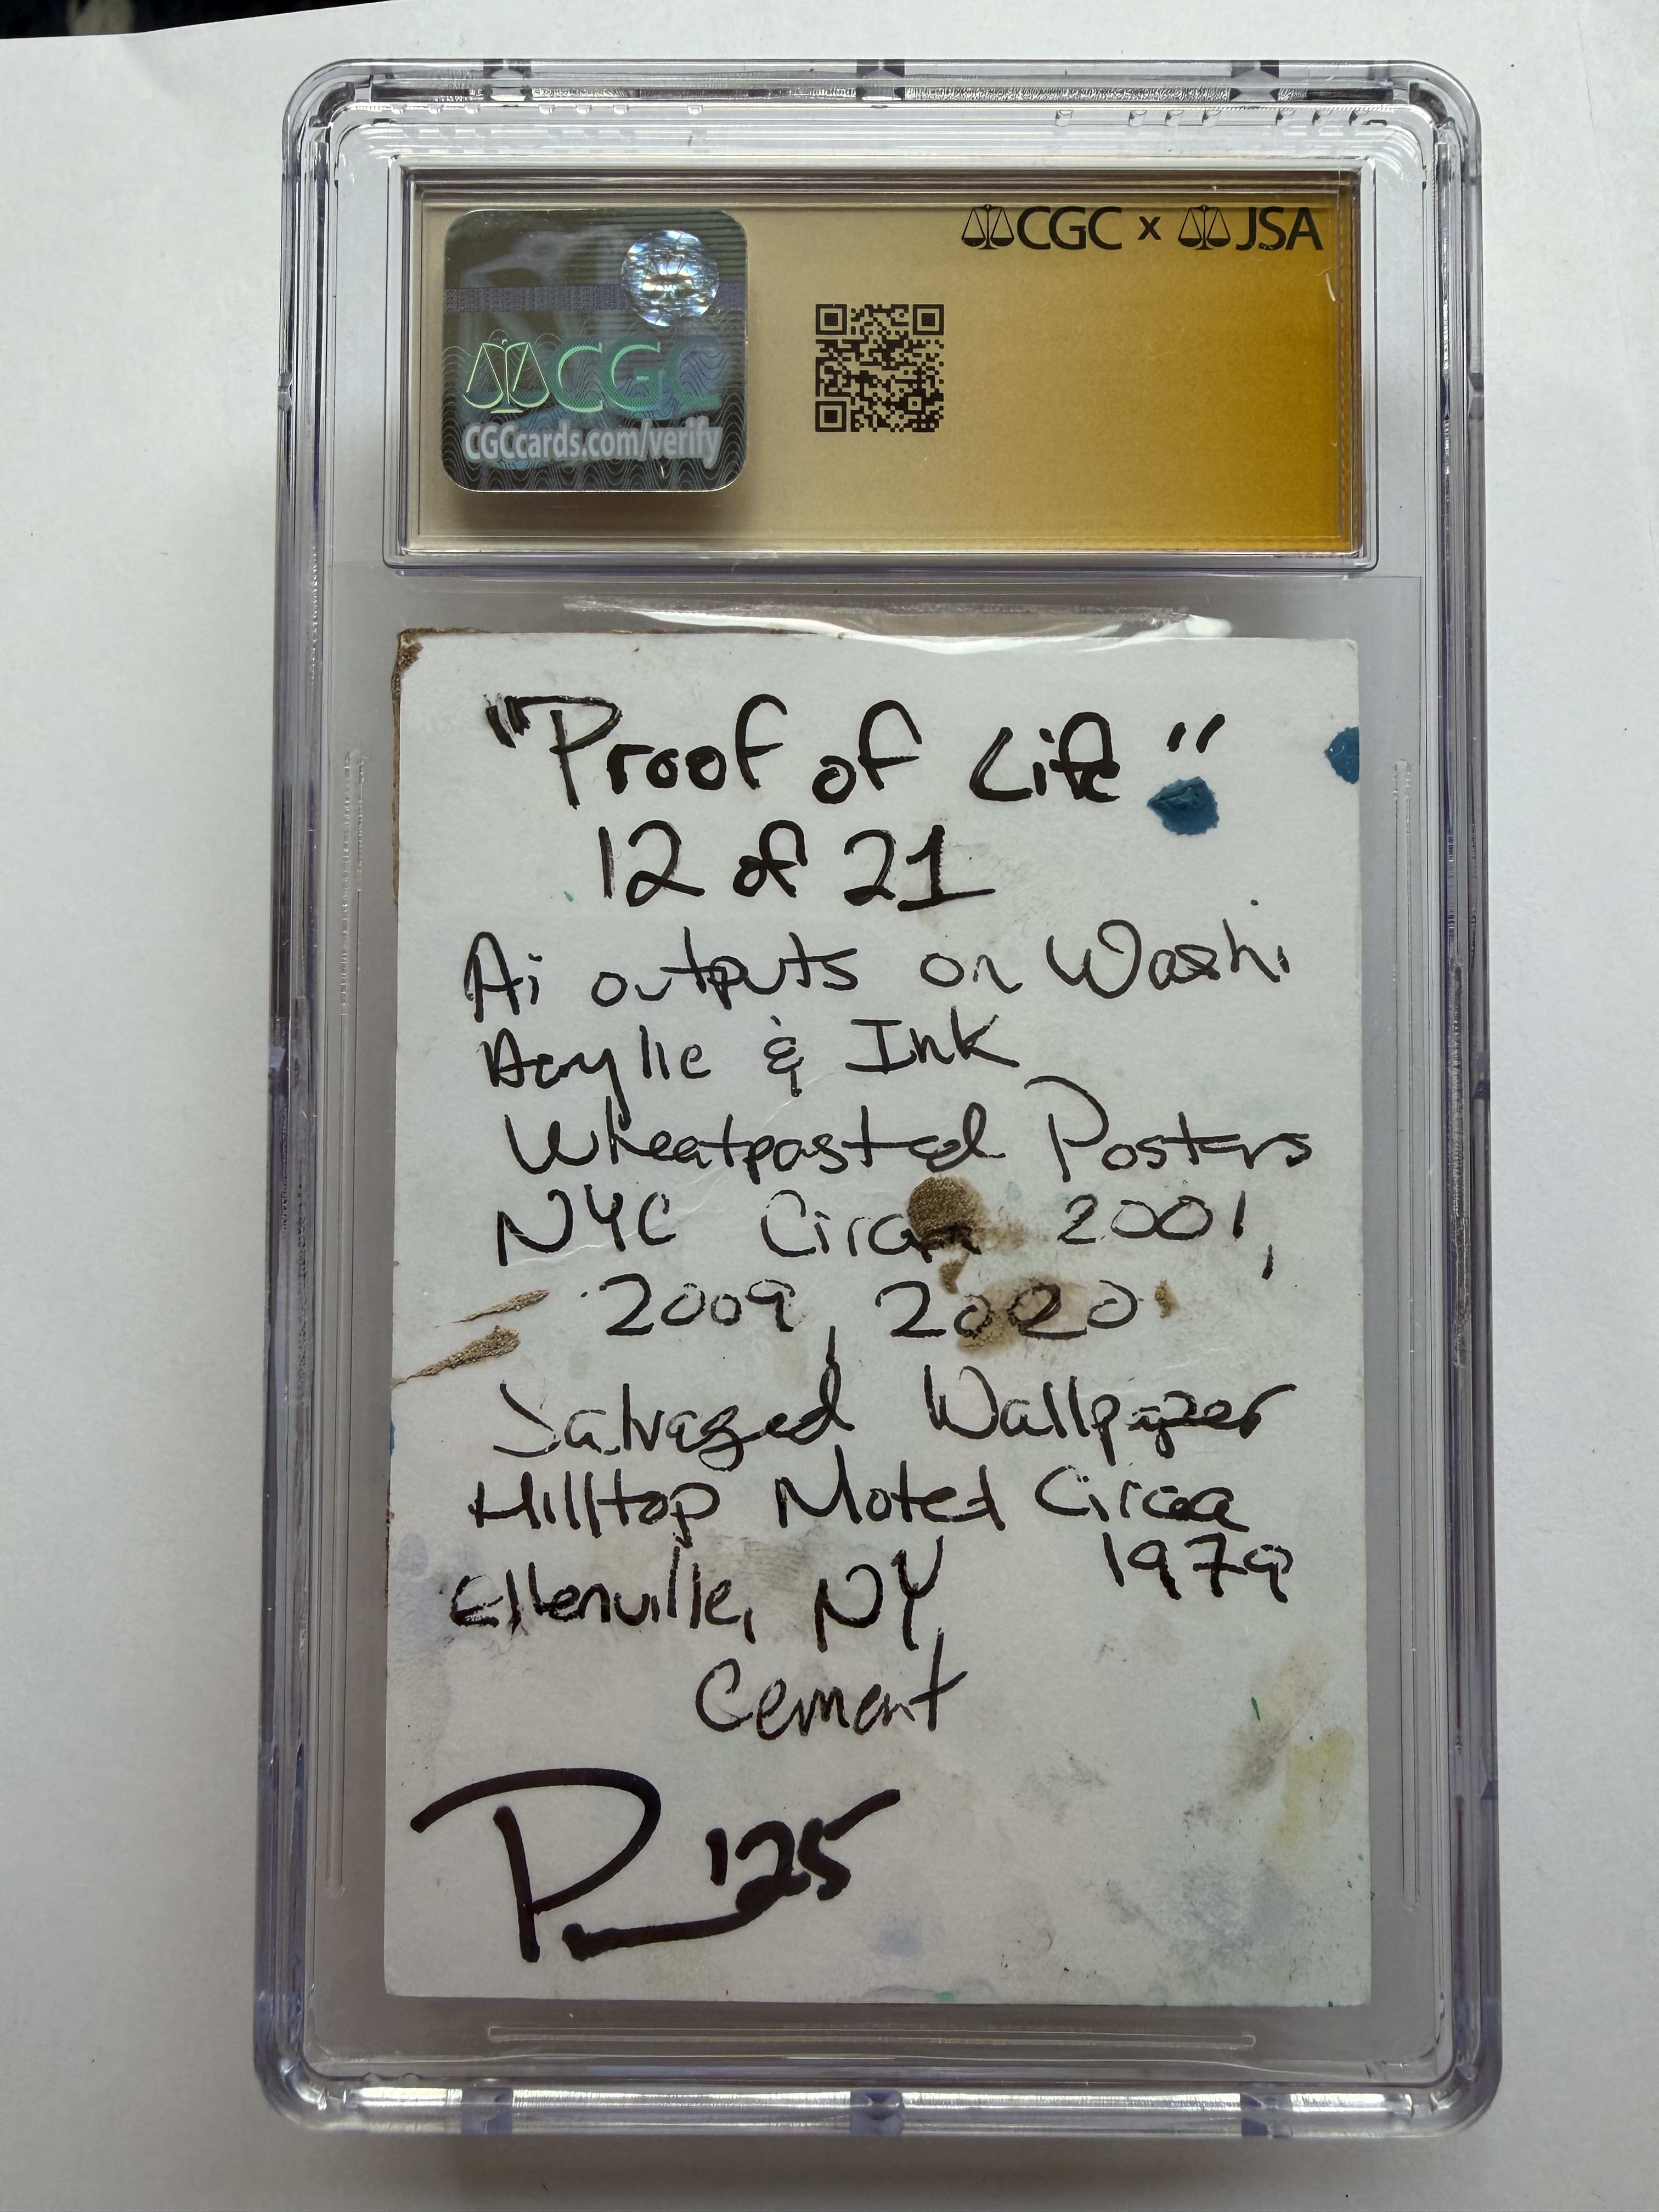 CGC x JSA
CGC
CGCcards.com/verify
"Proof of Life"
12 of 21
Ai outputs on Washi
Acrylic & Ink
Wheatpasted Posters
NYC Circa 2001,
2009, 2020
Salvaged Wallpaper
Hilltop Motel Circa
1979
Ellenville, NY
Cement
P '25